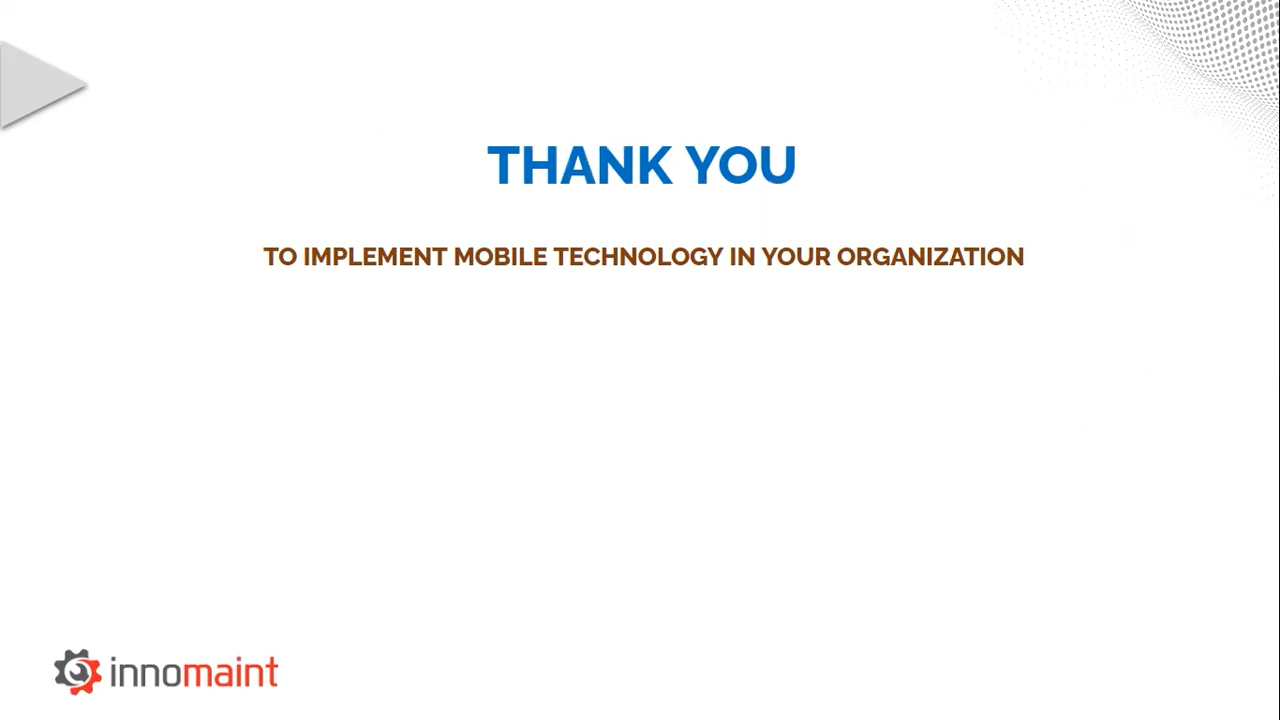 THANK YOU
TO IMPLEMENT MOBILE TECHNOLOGY IN YOUR ORGANIZATION
innomaint